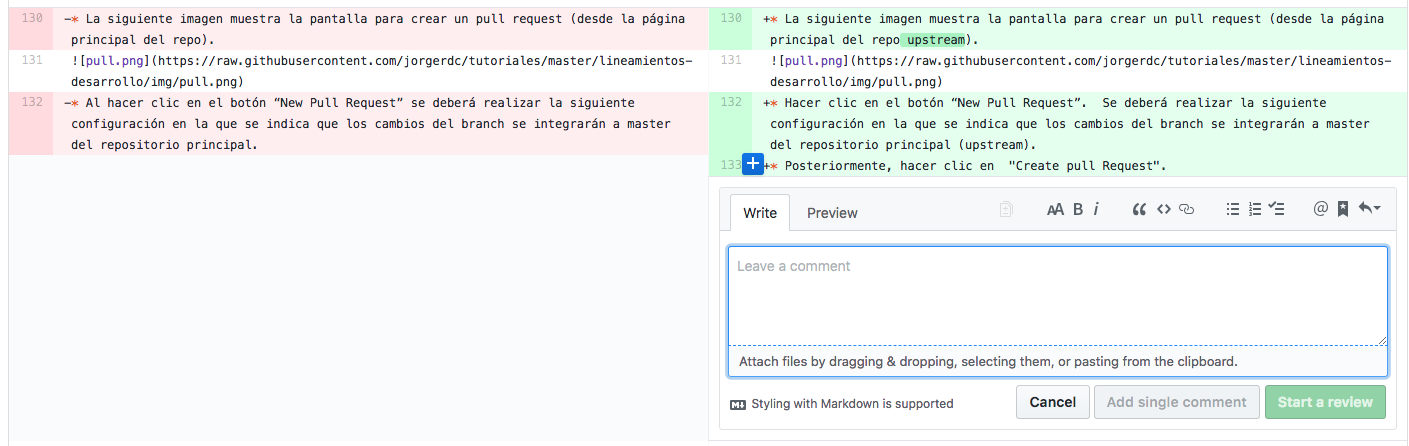 130 -* La siguiente imagen muestra la pantalla para crear un pull request (desde la página
principal del repo).
131 ![pull.png](https://raw.githubusercontent.com/jorgerdc/tutoriales/master/lineamientos-
desarrollo/img/pull.png)
132 -* Al hacer clic en el botón “New Pull Request” se deberá realizar la siguiente
configuración en la que se indica que los cambios del branch se integrarán a master
del repositorio principal.
130 +* La siguiente imagen muestra la pantalla para crear un pull request (desde la página
principal del repo upstream).
131 ![pull.png](https://raw.githubusercontent.com/jorgerdc/tutoriales/master/lineamientos-
desarrollo/img/pull.png)
132 +* Hacer clic en el botón “New Pull Request”.  Se deberá realizar la siguiente
configuración en la que se indica que los cambios del branch se integrarán a master
del repositorio principal (upstream).
133 +* Posteriormente, hacer clic en  "Create pull Request".
Write Preview
Leave a comment
Attach files by dragging & dropping, selecting them, or pasting from the clipboard.
Styling with Markdown is supported Cancel Add single comment Start a review